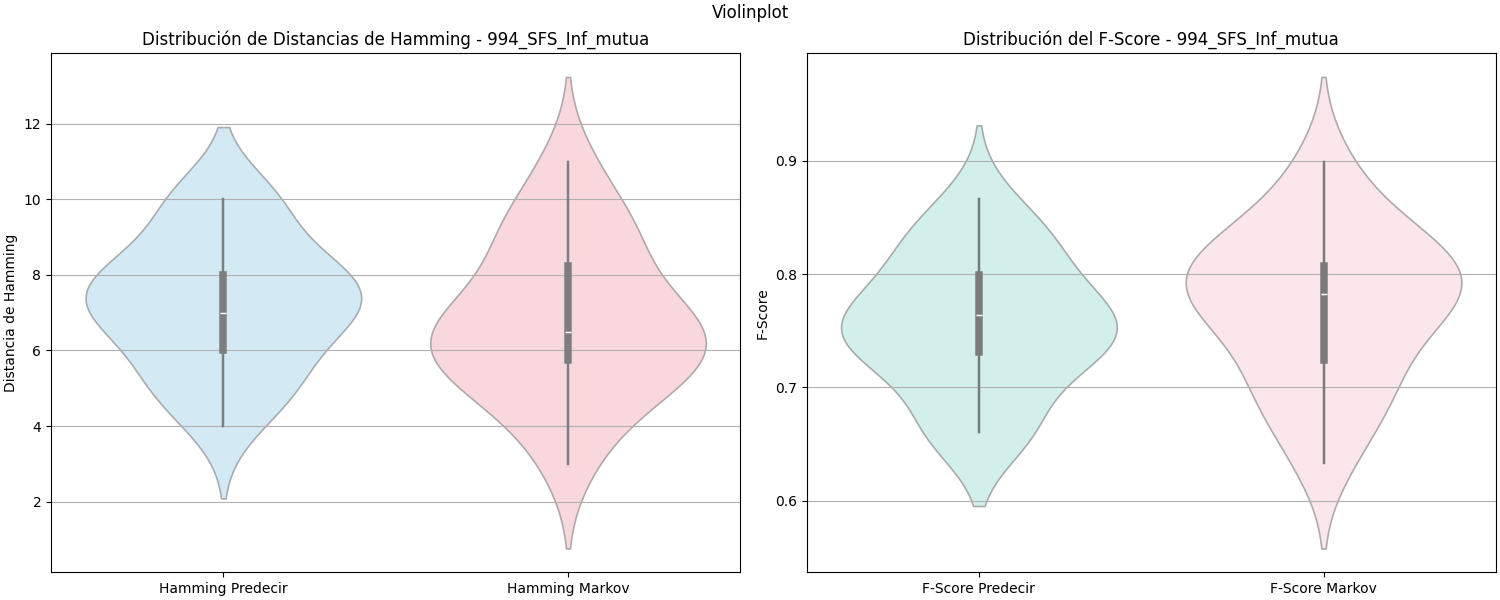 Violinplot
Distribución de Distancias de Hamming - 994_SFS_Inf_mutua
Distancia de Hamming
12
10
8
6
4
2
Hamming Predecir
Hamming Markov
Distribución del F-Score - 994_SFS_Inf_mutua
F-Score
0.9
0.8
0.7
0.6
F-Score Predecir
F-Score Markov